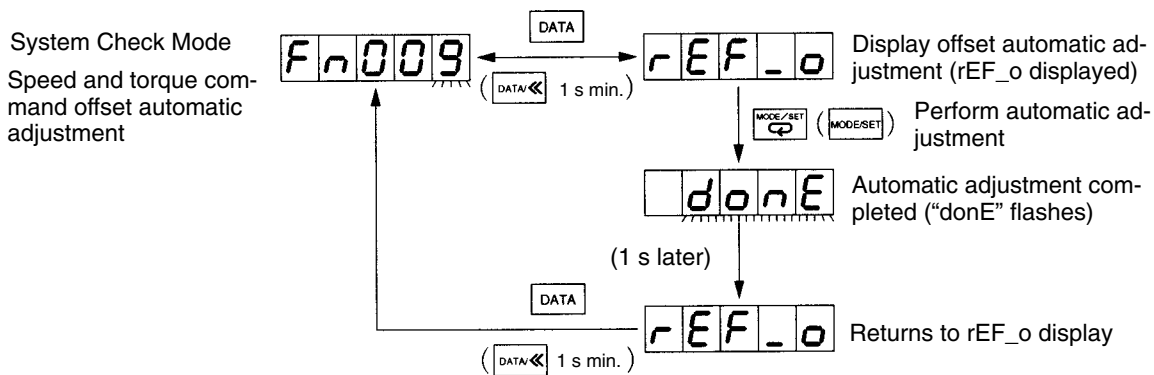 System Check Mode
Speed and torque com-
mand offset automatic
adjustment
Fn009
DATA
( DATA/≪ 1 s min. )
rEF_o
Display offset automatic ad-
justment (rEF_o displayed)
MODE/SET ( MODE/SET )
Perform automatic ad-
justment
donE
Automatic adjustment com-
pleted (“donE” flashes)
(1 s later)
DATA
( DATA/≪ 1 s min. )
rEF_o
Returns to rEF_o display